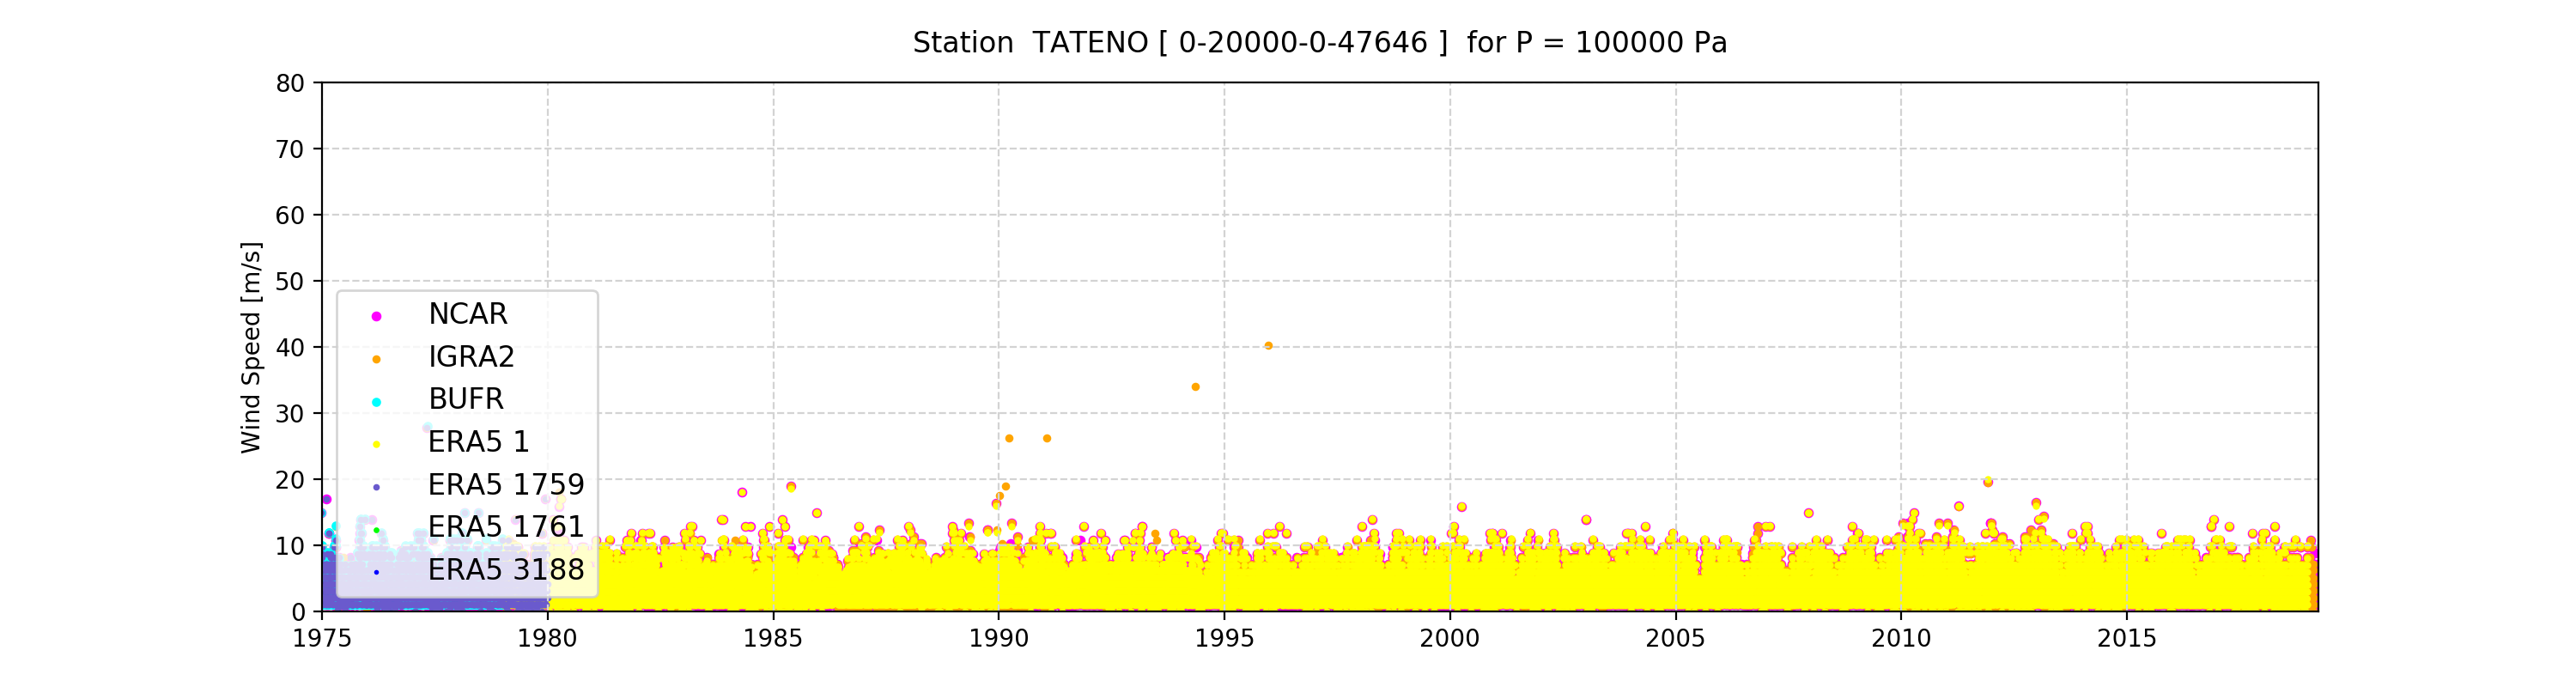 Station  TATENO [ 0-20000-0-47646 ]  for P = 100000 Pa
Wind Speed [m/s]
80
70
60
50
40
30
20
10
0
NCAR
IGRA2
BUFR
ERA5 1
ERA5 1759
ERA5 1761
ERA5 3188
1975 1980 1985 1990 1995 2000 2005 2010 2015